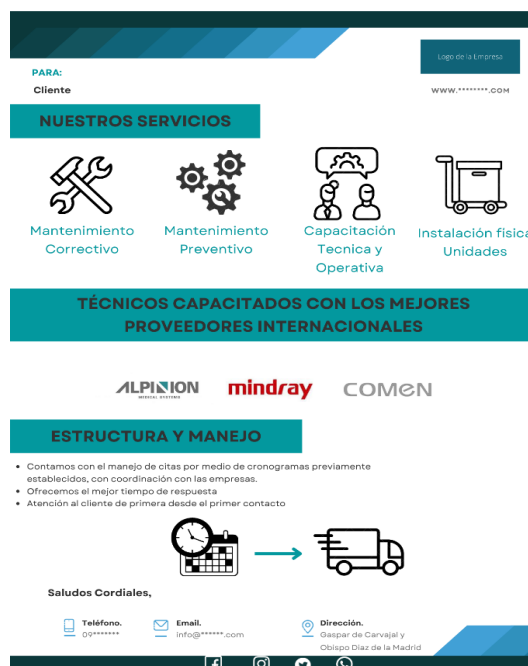 Logo de la Empresa
PARA:
Cliente
WWW.********.COM
NUESTROS SERVICIOS
Mantenimiento
Correctivo
Mantenimiento
Preventivo
Capacitación
Tecnica y
Operativa
Instalación física
Unidades
TÉCNICOS CAPACITADOS CON LOS MEJORES
PROVEEDORES INTERNACIONALES
ALPINION
MEDICAL SYSTEMS
mindray
comen
ESTRUCTURA Y MANEJO
• Contamos con el manejo de citas por medio de cronogramas previamente
establecidos, con coordinación con las empresas.
• Ofrecemos el mejor tiempo de respuesta
• Atención al cliente de primera desde el primer contacto
Saludos Cordiales,
Teléfono.
09*******
Email.
info@******.com
Dirección.
Gaspar de Carvajal y
Obispo Diaz de la Madrid